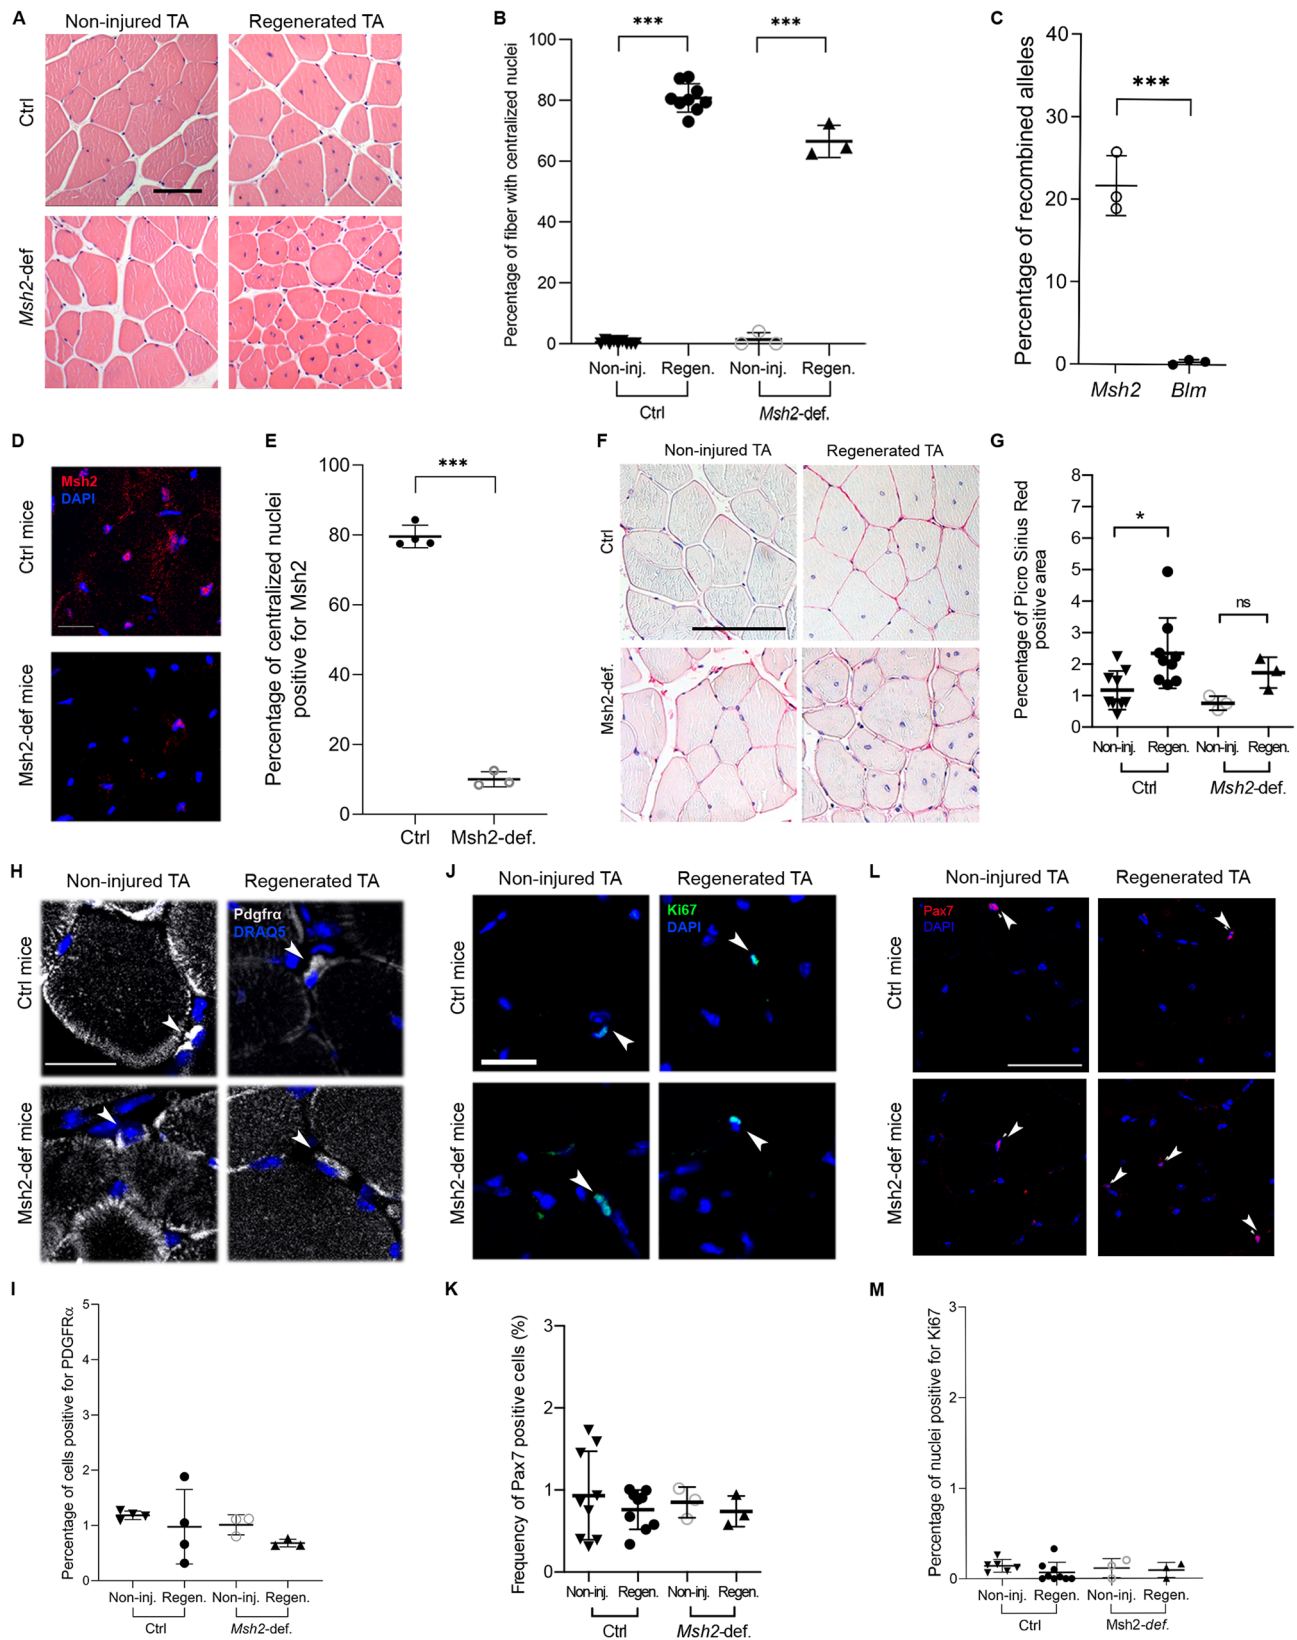 A
Non-injured TA
Regenerated TA
Ctrl
Msh2-def
B
Percentage of fiber with centralized nuclei
100
80
60
40
20
0
***
***
Non-inj.
Regen.
Non-inj.
Regen.
Ctrl
Msh2-def.
C
Percentage of recombined alleles
40
30
20
10
0
***
Msh2
Blm
D
Ctrl mice
Msh2-def mice
Msh2
DAPI
E
Percentage of centralized nuclei
positive for Msh2
100
80
60
40
20
0
***
Ctrl
Msh2-def.
F
Non-injured TA
Regenerated TA
Ctrl
Msh2-def.
G
Percentage of Picro Sirius Red
positive area
8
7
6
5
4
3
2
1
0
*
ns
Non-inj.
Regen.
Non-inj.
Regen.
Ctrl
Msh2-def.
H
Non-injured TA
Regenerated TA
Ctrl mice
Msh2-def mice
Pdgfrα
DRAQ5
J
Non-injured TA
Regenerated TA
Ctrl mice
Msh2-def mice
Ki67
DAPI
L
Non-injured TA
Regenerated TA
Ctrl mice
Msh2-def mice
Pax7
DAPI
I
Percentage of cells positive for PDGFRα
5
4
3
2
1
0
Non-inj.
Regen.
Non-inj.
Regen.
Ctrl
Msh2-def.
K
Frequency of Pax7 positive cells (%)
3
2
1
0
Non-inj.
Regen.
Non-inj.
Regen.
Ctrl
Msh2-def.
M
Percentage of nuclei positive for Ki67
3
2
1
0
Non-inj.
Regen.
Non-inj.
Regen.
Ctrl
Msh2-def.